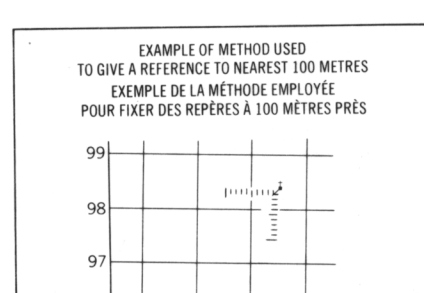 EXAMPLE OF METHOD USED
TO GIVE A REFERENCE TO NEAREST 100 METRES
EXEMPLE DE LA MÉTHODE EMPLOYÉE
POUR FIXER DES REPÈRES À 100 MÈTRES PRÈS
99
98
97